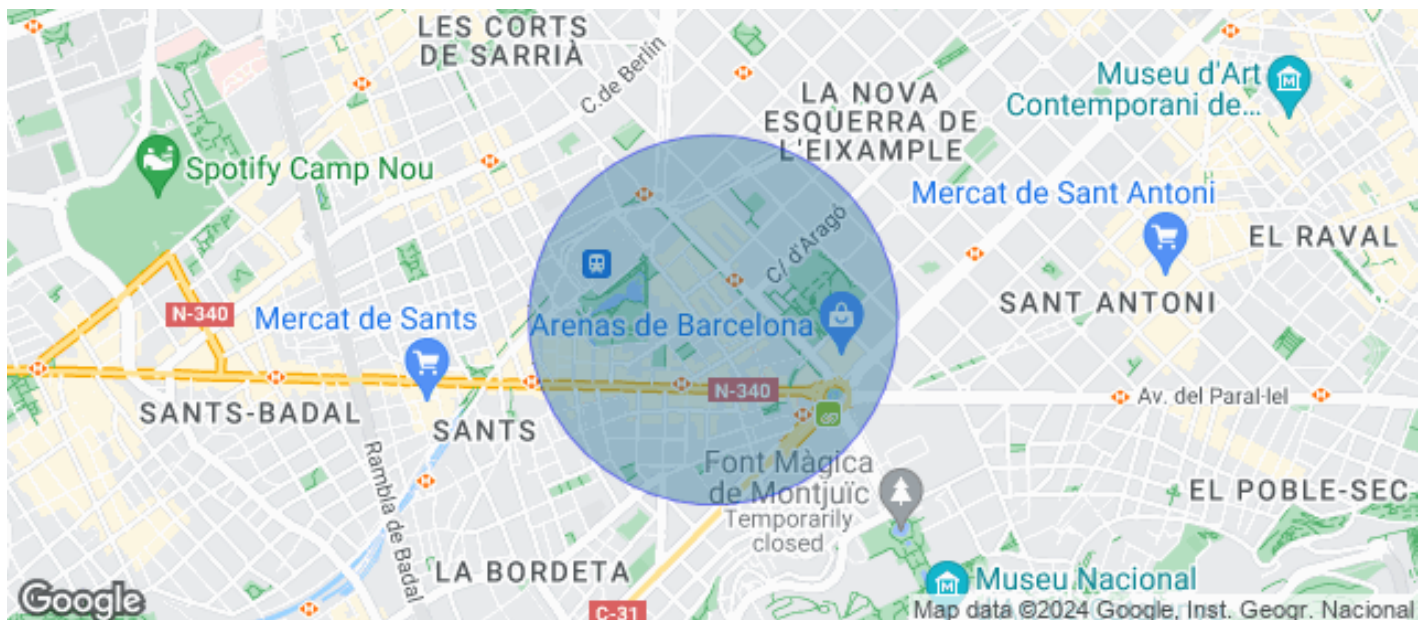 LES CORTS
DE SARRIÀ
C.de Berlin
LA NOVA
ESQUERRA DE
L'EIXAMPLE
Museu d'Art
Contemporani de...
Spotify Camp Nou
Mercat de Sant Antoni
EL RAVAL
C/ d'Aragó
SANT ANTONI
N-340
Mercat de Sants
Arenas de Barcelona
N-340
Av. del Paral·lel
SANTS-BADAL
SANTS
Rambla de Badal
Font Màgica
de Montjuïc
Temporarily
closed
EL POBLE-SEC
LA BORDETA
C-31
Museu Nacional
Google
Map data ©2024 Google, Inst. Geogr. Nacional